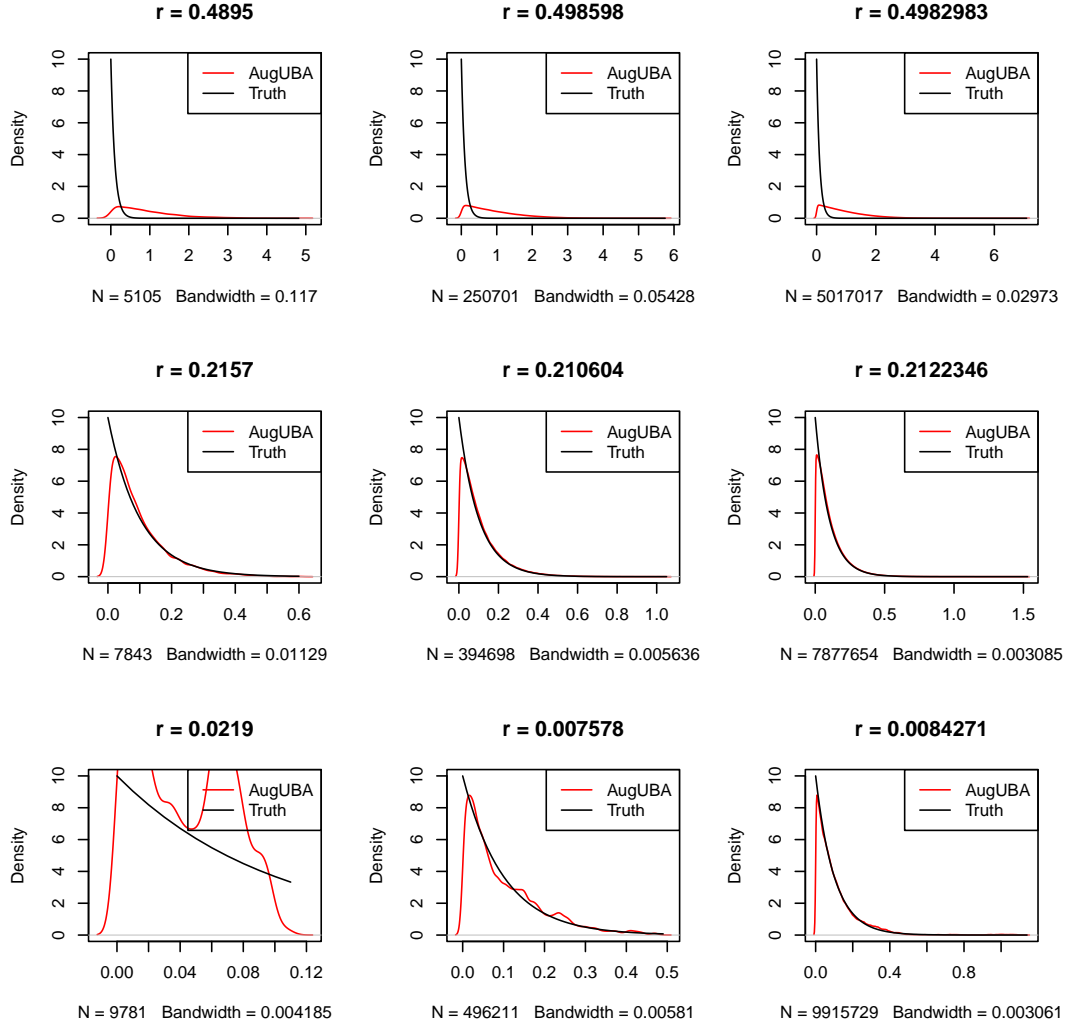 r = 0.4895
AugUBA
Truth
Density
0 2 4 6 8 10
0 1 2 3 4 5
N = 5105 Bandwidth = 0.117
r = 0.498598
AugUBA
Truth
Density
0 2 4 6 8 10
0 1 2 3 4 5 6
N = 250701 Bandwidth = 0.05428
r = 0.4982983
AugUBA
Truth
Density
0 2 4 6 8 10
0 2 4 6
N = 5017017 Bandwidth = 0.02973
r = 0.2157
AugUBA
Truth
Density
0 2 4 6 8 10
0.0 0.2 0.4 0.6
N = 7843 Bandwidth = 0.01129
r = 0.210604
AugUBA
Truth
Density
0 2 4 6 8 10
0.0 0.2 0.4 0.6 0.8 1.0
N = 394698 Bandwidth = 0.005636
r = 0.2122346
AugUBA
Truth
Density
0 2 4 6 8 10
0.0 0.5 1.0 1.5
N = 7877654 Bandwidth = 0.003085
r = 0.0219
AugUBA
Truth
Density
0 2 4 6 8 10
0.00 0.04 0.08 0.12
N = 9781 Bandwidth = 0.004185
r = 0.007578
AugUBA
Truth
Density
0 2 4 6 8 10
0.0 0.1 0.2 0.3 0.4 0.5
N = 496211 Bandwidth = 0.00581
r = 0.0084271
AugUBA
Truth
Density
0 2 4 6 8 10
0.0 0.4 0.8
N = 9915729 Bandwidth = 0.003061